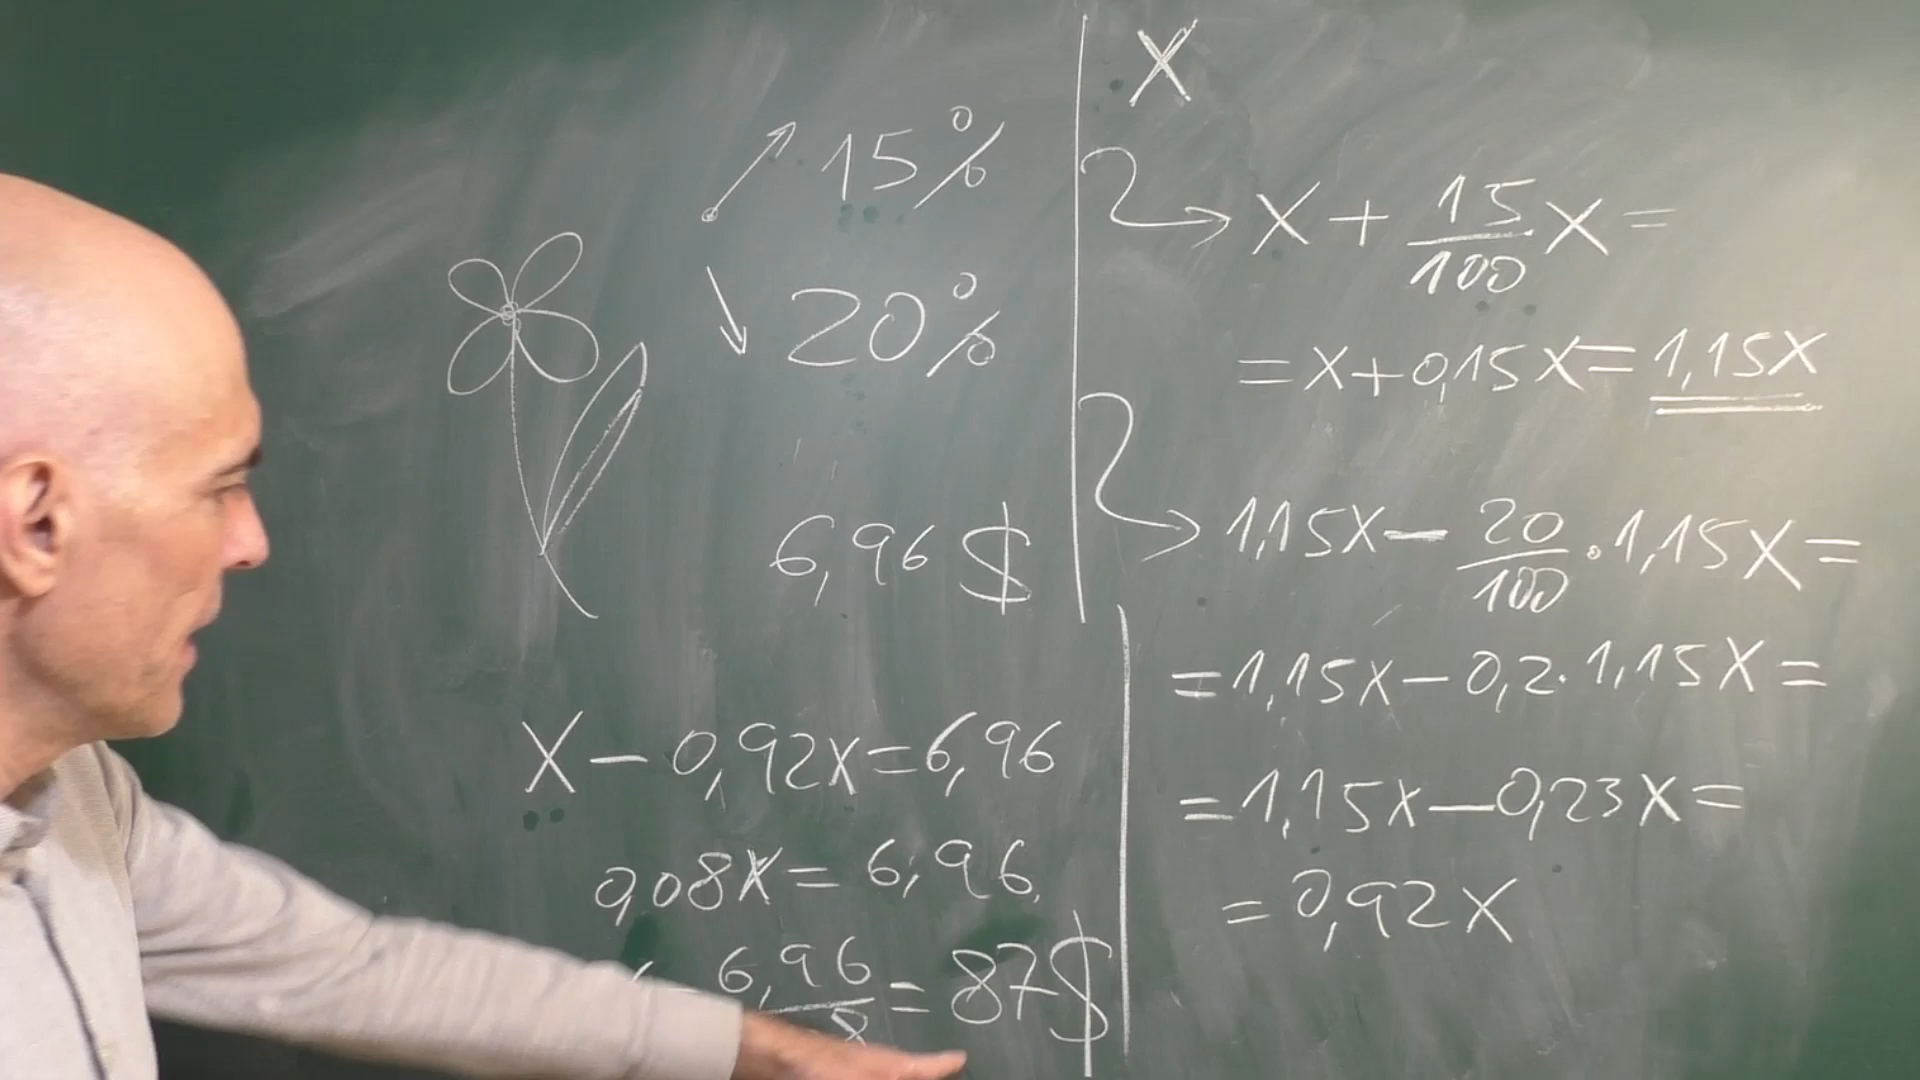 15%
20%
6,96 $
X - 0,92x = 6,96
0,08x = 6,96
6,96/8 = 87$
X
X + 15/100 X =
= x + 0,15x = 1,15x
1,15x - 20/100 · 1,15x =
= 1,15x - 0,2 · 1,15x =
= 1,15x - 0,23x =
= 0,92x